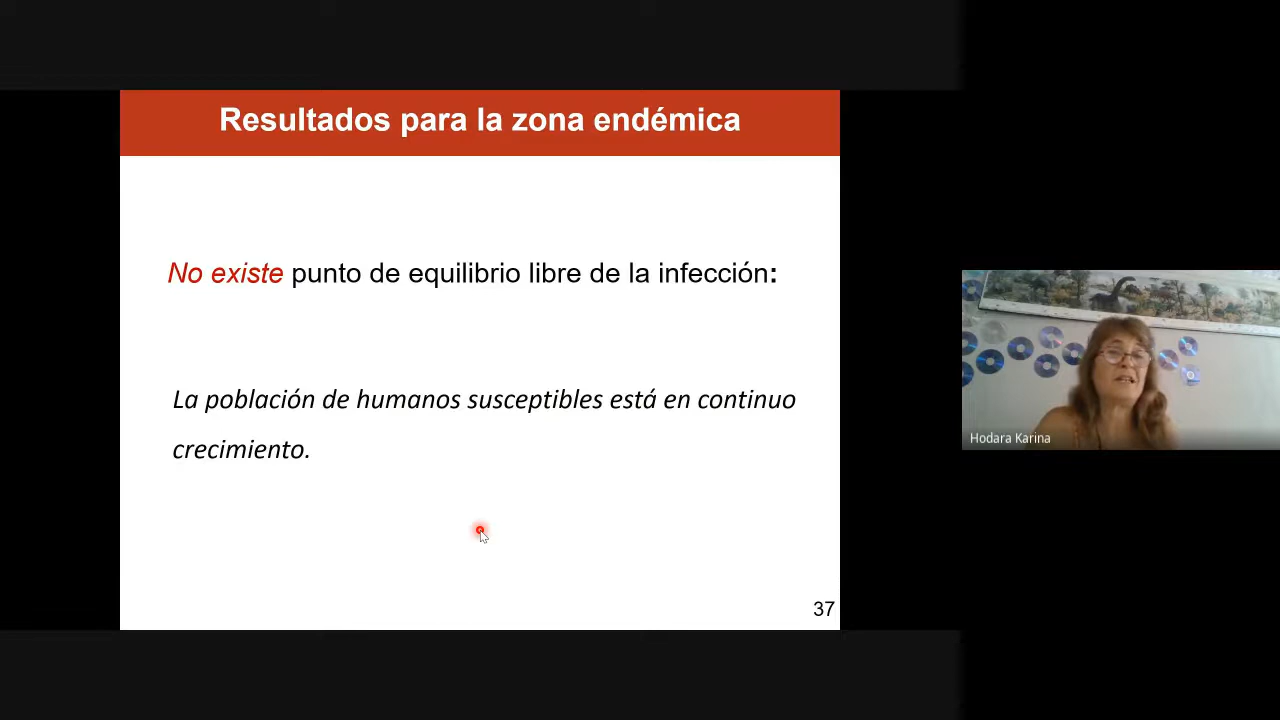 Resultados para la zona endémica
No existe punto de equilibrio libre de la infección:
La población de humanos susceptibles está en continuo
crecimiento.
37
Hodara Karina